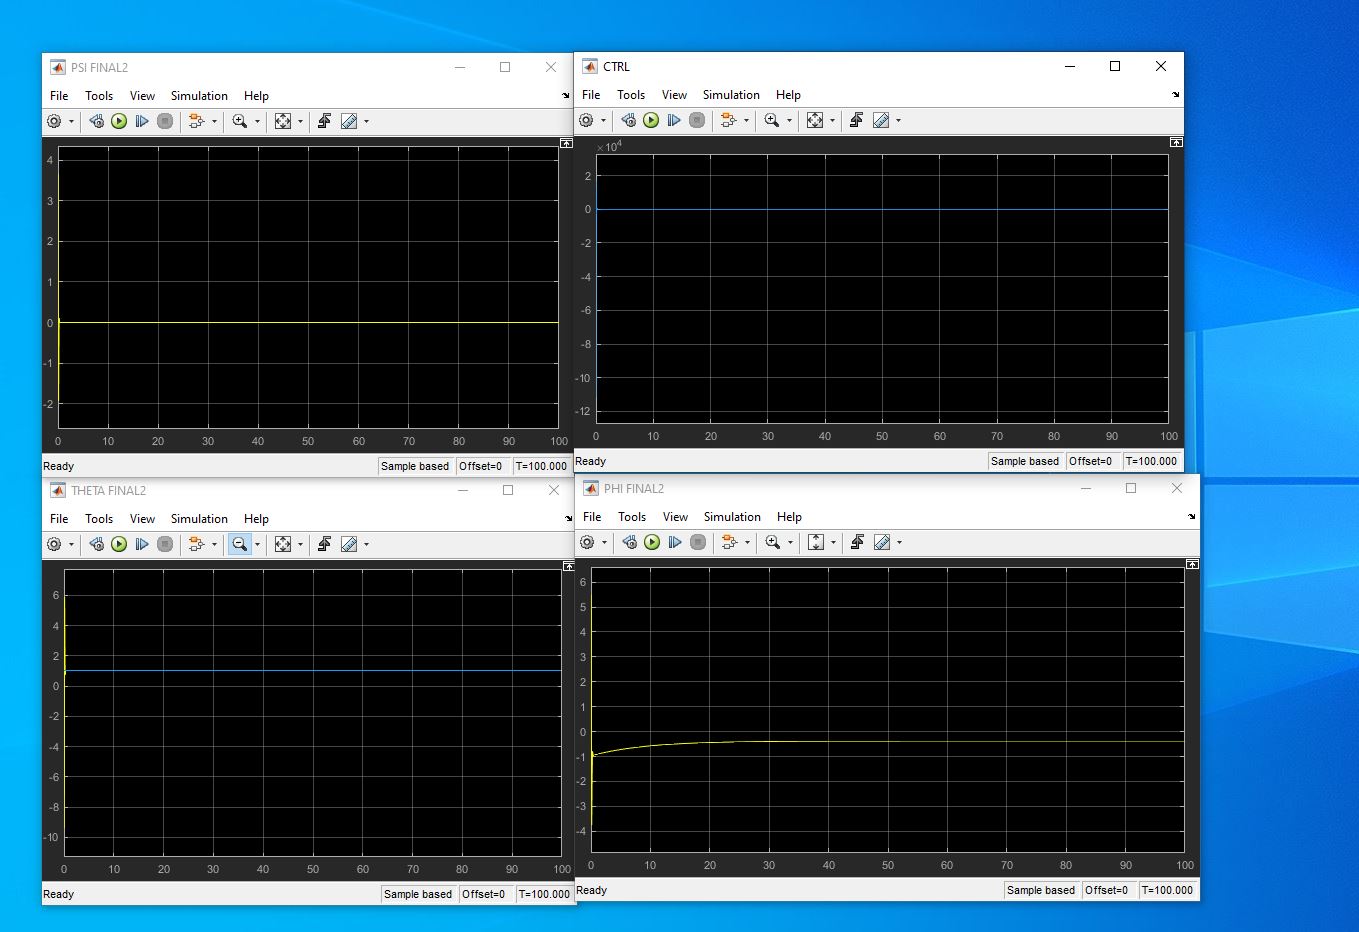 PSI FINAL2
File Tools View Simulation Help
4
3
2
1
0
-1
-2
0 10 20 30 40 50 60 70 80 90 100
Ready Sample based Offset=0 T=100.000
CTRL
File Tools View Simulation Help
×10^4
2
0
-2
-4
-6
-8
-10
-12
0 10 20 30 40 50 60 70 80 90 100
Ready Sample based Offset=0 T=100.000
THETA FINAL2
File Tools View Simulation Help
6
4
2
0
-2
-4
-6
-8
-10
0 10 20 30 40 50 60 70 80 90 100
Ready Sample based Offset=0 T=100.000
PHI FINAL2
File Tools View Simulation Help
6
5
4
3
2
1
0
-1
-2
-3
-4
0 10 20 30 40 50 60 70 80 90 100
Ready Sample based Offset=0 T=100.000